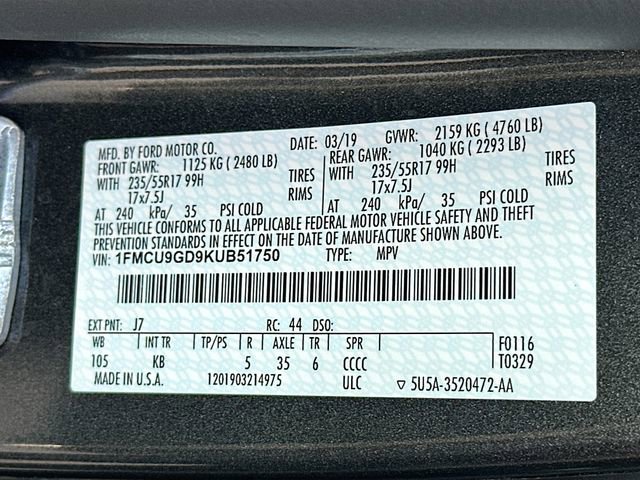 MFD. BY FORD MOTOR CO. DATE: 03/19 GVWR: 2159 KG ( 4760 LB)
FRONT GAWR: 1125 KG ( 2480 LB) REAR GAWR: 1040 KG ( 2293 LB)
WITH 235/55R17 99H TIRES WITH 235/55R17 99H TIRES
17x7.5J RIMS 17x7.5J RIMS
AT 240 kPa/ 35 PSI COLD AT 240 kPa/ 35 PSI COLD
THIS VEHICLE CONFORMS TO ALL APPLICABLE FEDERAL MOTOR VEHICLE SAFETY AND THEFT
PREVENTION STANDARDS IN EFFECT ON THE DATE OF MANUFACTURE SHOWN ABOVE.
VIN: 1FMCU9GD9KUB51750 TYPE: MPV
EXT PNT: J7 RC: 44 DSO:
WB INT TR TP/PS R AXLE TR SPR F0116
105 KB 5 35 6 CCCC T0329
MADE IN U.S.A. 1201903214975 ULC ▽ 5U5A-3520472-AA